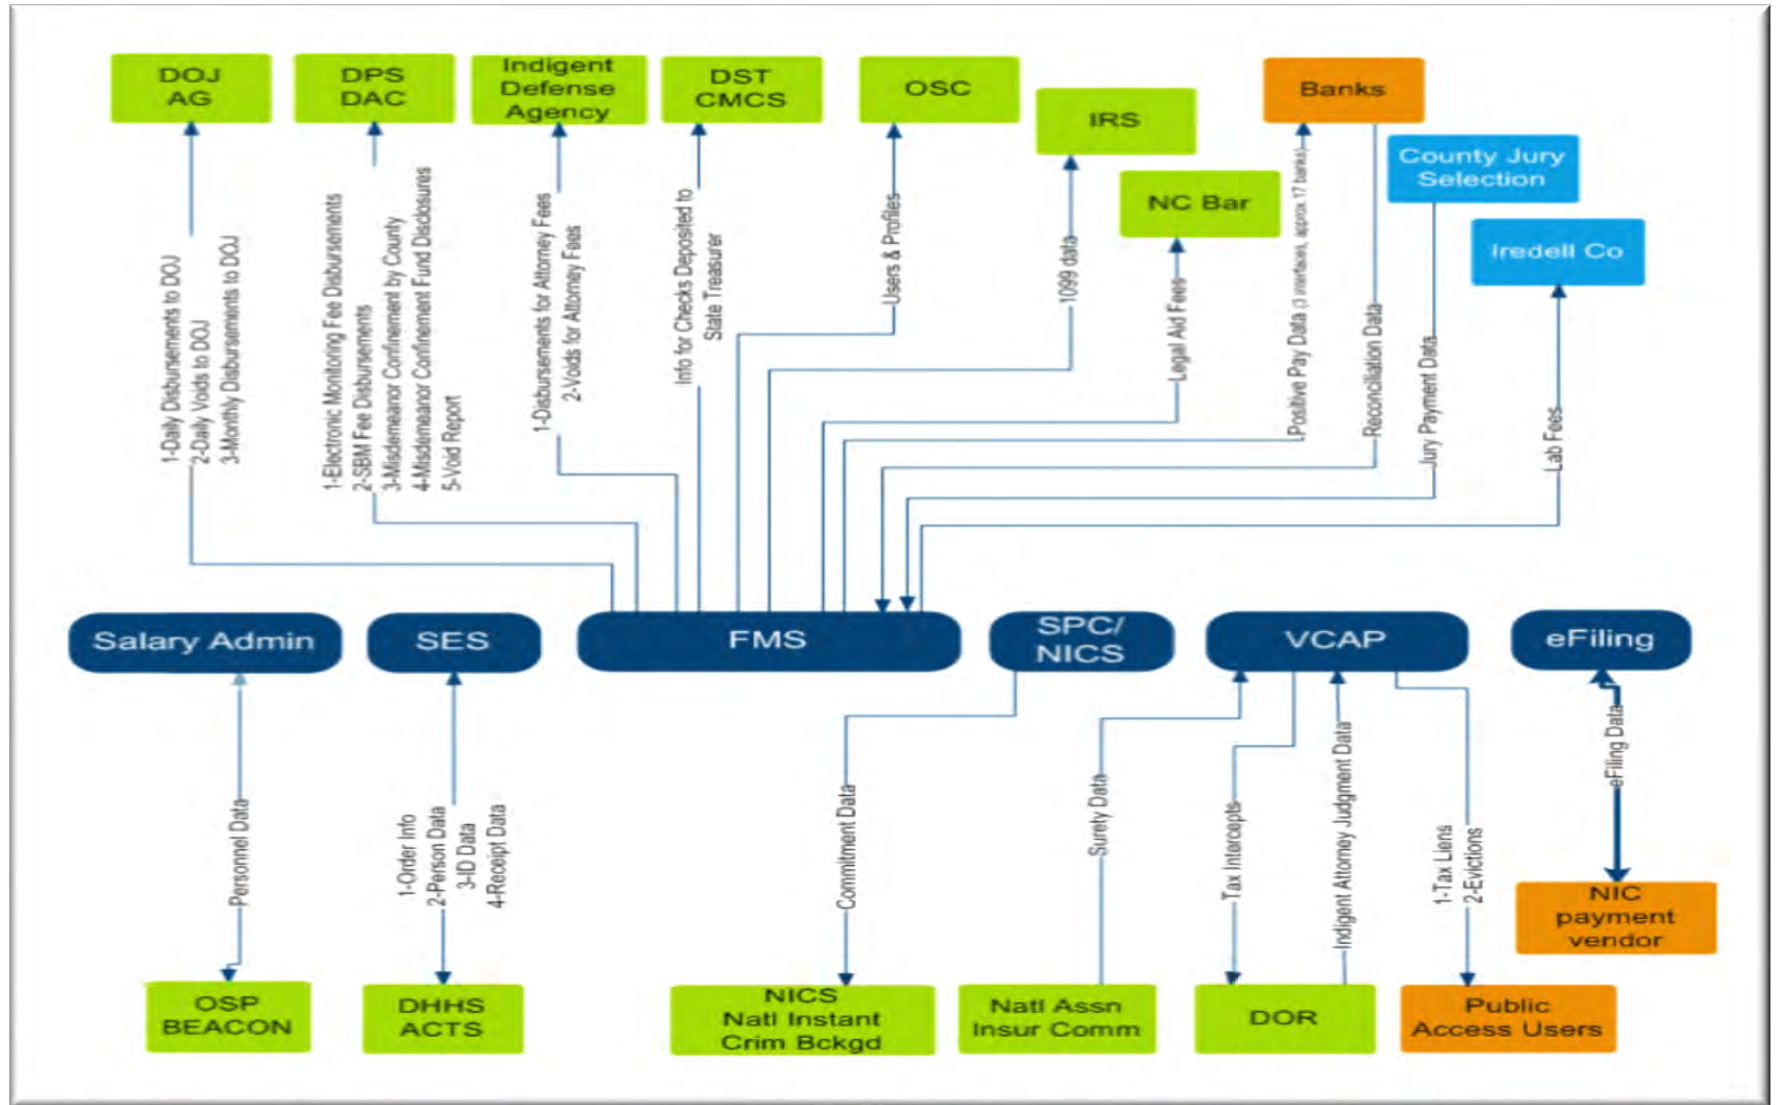 DOJ
AG
DPS
DAC
Indigent
Defense
Agency
DST
CMCS
OSC
IRS
NC Bar
Banks
County Jury
Selection
Iredell Co
1-Daily Disbursements to DOJ
2-Daily Voids to DOJ
3-Monthly Disbursements to DOJ
1-Electronic Monitoring Fee Disbursements
2-SBM Fee Disbursements
3-Misdemeanor Confinement by County
4-Misdemeanor Confinement Fund Disclosures
5-Void Report
1-Disbursements for Attorney Fees
2-Voids for Attorney Fees
Info for Checks Deposited to
State Treasurer
Users & Profiles
1099 data
Legal Aid Fees
Positive Pay Data (3 interfaces, approx.17 banks)
Reconciliation Data
Jury Payment Data
Lab Fees
Salary Admin
SES
FMS
SPC/
NICS
VCAP
eFiling
Personnel Data
1-Order Info
2-Person Data
3-ID Data
4-Receipt Data
Commitment Data
Surety Data
Tax Intercepts
Indigent Attorney Judgment Data
1-Tax Liens
2-Evictions
eFiling Data
OSP
BEACON
DHHS
ACTS
NICS
Natl Instant
Crim Bckgd
Natl Assn
Insur Comm
DOR
Public
Access Users
NIC
payment
vendor